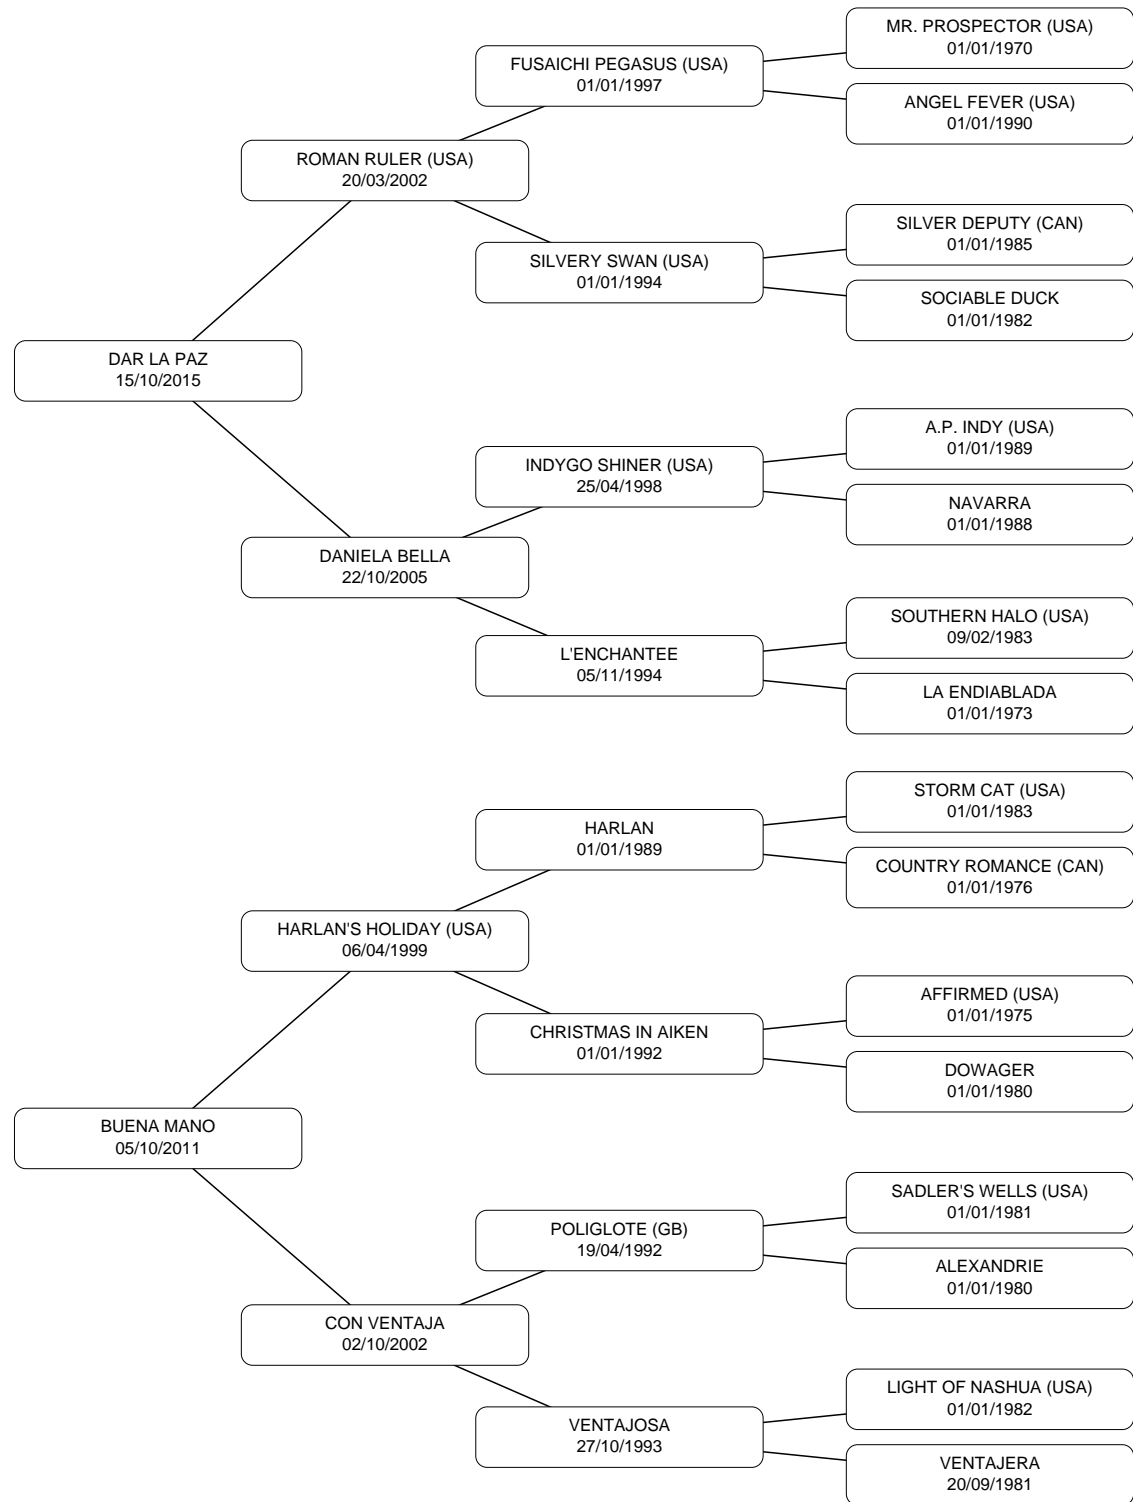 MR. PROSPECTOR (USA)
01/01/1970
FUSAICHI PEGASUS (USA)
01/01/1997
ANGEL FEVER (USA)
01/01/1990
ROMAN RULER (USA)
20/03/2002
SILVER DEPUTY (CAN)
01/01/1985
SILVERY SWAN (USA)
01/01/1994
SOCIABLE DUCK
01/01/1982
DAR LA PAZ
15/10/2015
A.P. INDY (USA)
01/01/1989
INDYGO SHINER (USA)
25/04/1998
NAVARRA
01/01/1988
DANIELA BELLA
22/10/2005
SOUTHERN HALO (USA)
09/02/1983
L'ENCHANTEE
05/11/1994
LA ENDIABLADA
01/01/1973
STORM CAT (USA)
01/01/1983
HARLAN
01/01/1989
COUNTRY ROMANCE (CAN)
01/01/1976
HARLAN'S HOLIDAY (USA)
06/04/1999
AFFIRMED (USA)
01/01/1975
CHRISTMAS IN AIKEN
01/01/1992
DOWAGER
01/01/1980
BUENA MANO
05/10/2011
SADLER'S WELLS (USA)
01/01/1981
POLIGLOTE (GB)
19/04/1992
ALEXANDRIE
01/01/1980
CON VENTAJA
02/10/2002
LIGHT OF NASHUA (USA)
01/01/1982
VENTAJOSA
27/10/1993
VENTAJERA
20/09/1981